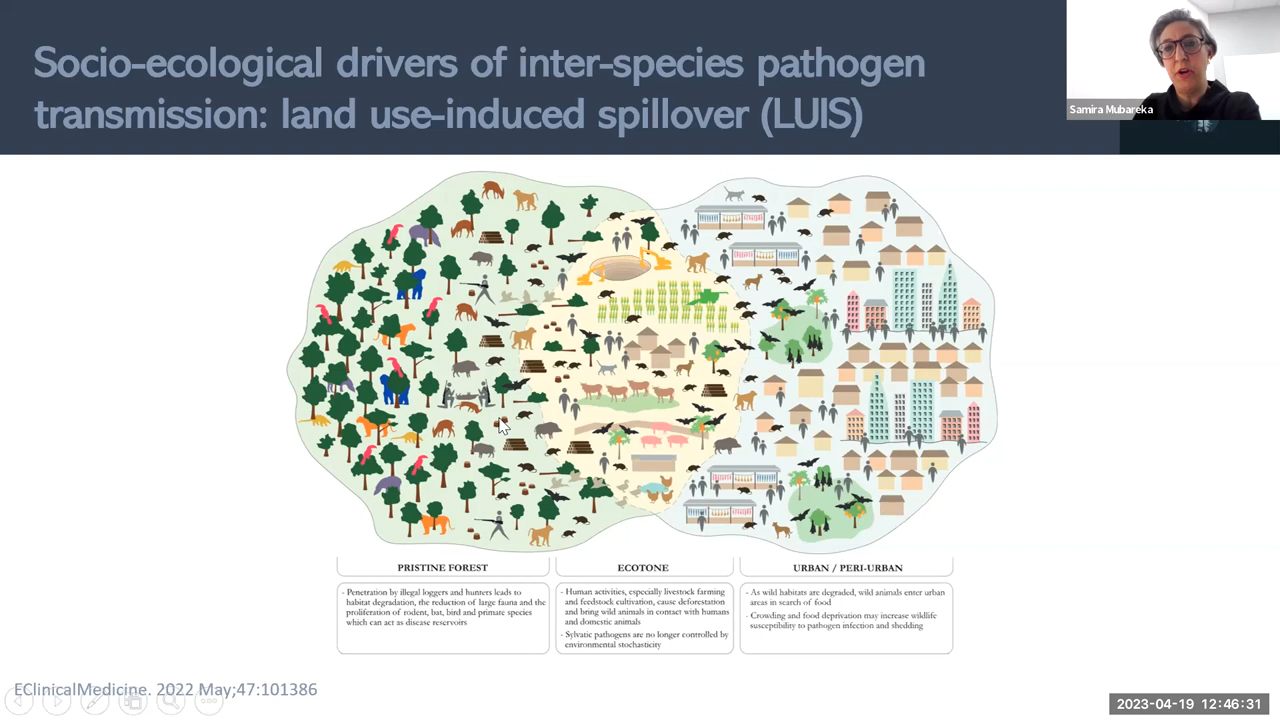 Socio-ecological drivers of inter-species pathogen
transmission: land use-induced spillover (LUIS)
Samira Mubareka
PRISTINE FOREST
- Penetration by illegal loggers and hunters leads to
habitat degradation, the reduction of large fauna and the
proliferation of rodent, bat, bird and primate species
which can act as disease reservoirs
ECOTONE
- Human activities, especially livestock farming
and feedstock cultivation, cause deforestation
and bring wild animals in contact with humans
and domestic animals
- Sylvatic pathogens are no longer controlled by
environmental stochasticity
URBAN / PERI-URBAN
- As wild habitats are degraded, wild animals enter urban
areas in search of food
- Crowding and food deprivation may increase wildlife
susceptibility to pathogen infection and shedding
EClinicalMedicine. 2022 May;47:101386
2023-04-19 12:46:31